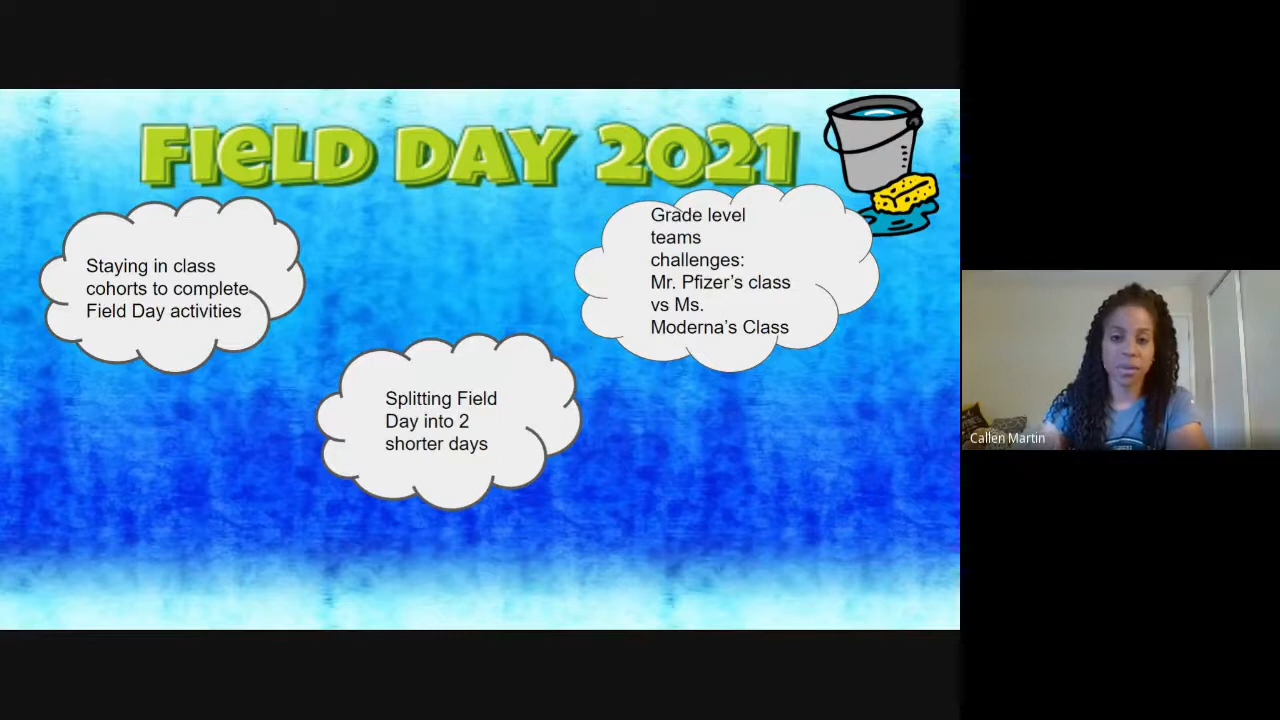 FIELD DAY 2021
Staying in class
cohorts to complete
Field Day activities
Splitting Field
Day into 2
shorter days
Grade level
teams
challenges:
Mr. Pfizer's class
vs Ms.
Moderna's Class
Callen Martin